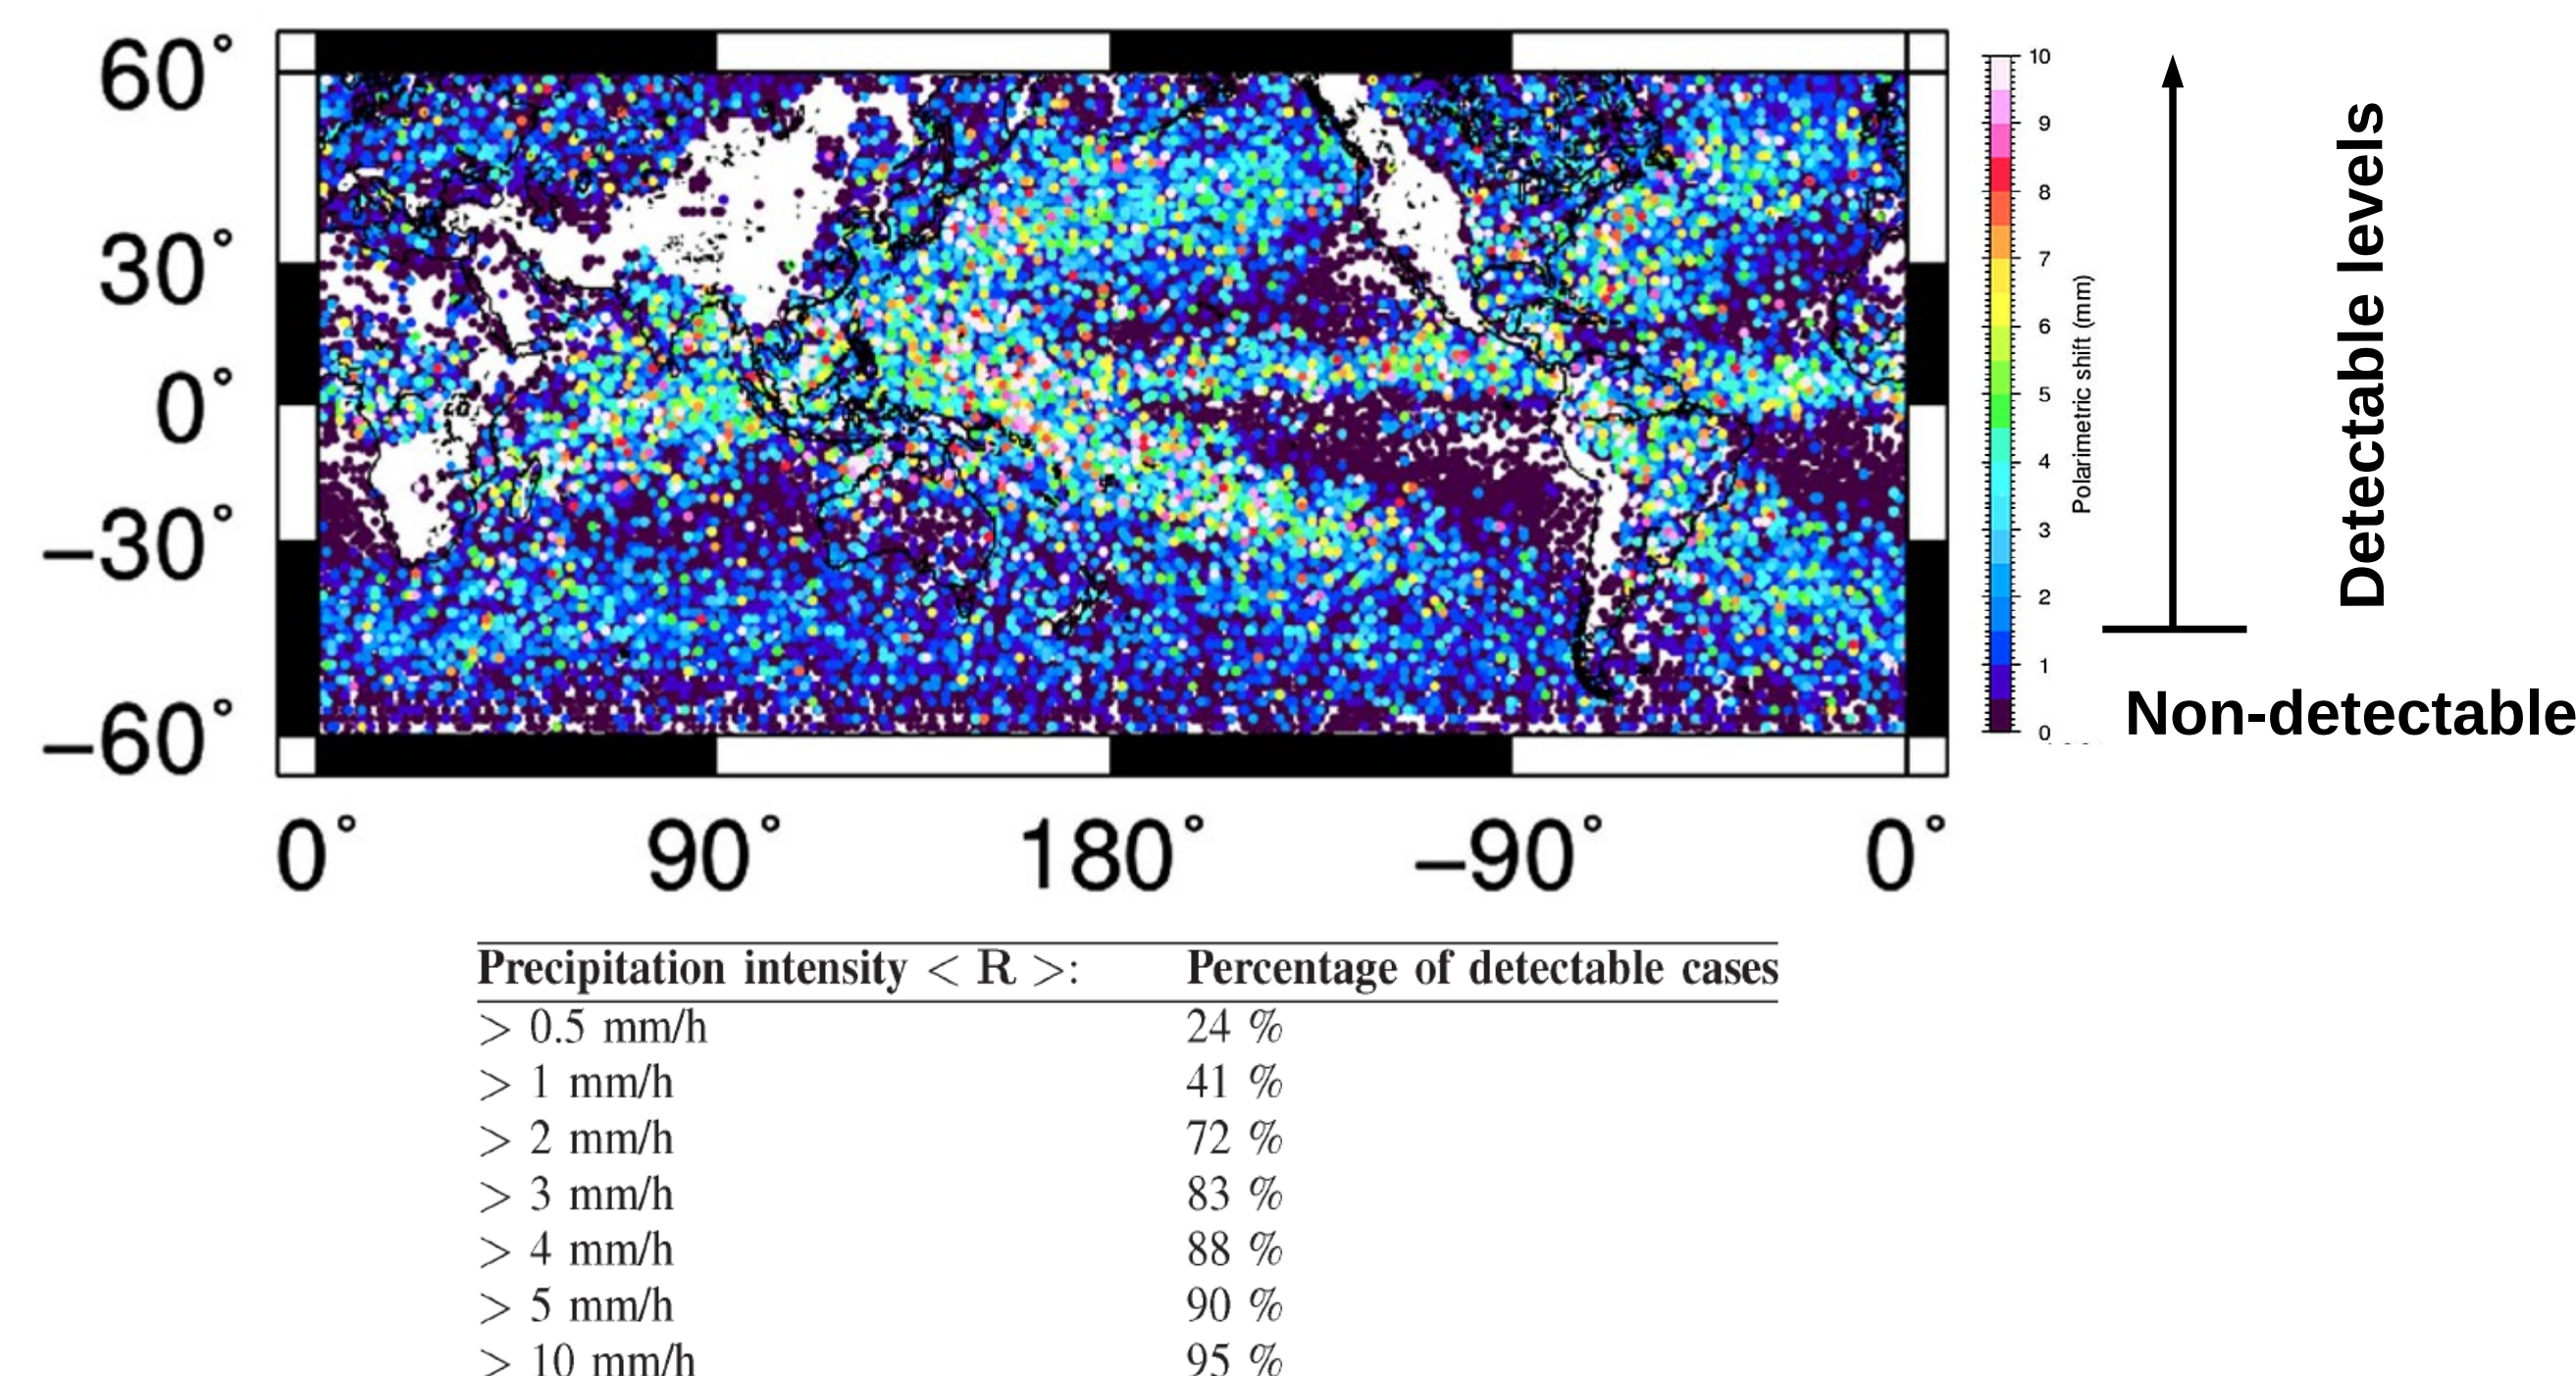 60°
30°
0°
−30°
−60°
0°
90°
180°
−90°
0°
10
9
8
7
6
5
4
3
2
1
0
Polarimetric shift (mm)
Detectable levels
Non-detectable
Precipitation intensity < R >: Percentage of detectable cases
> 0.5 mm/h 24 %
> 1 mm/h 41 %
> 2 mm/h 72 %
> 3 mm/h 83 %
> 4 mm/h 88 %
> 5 mm/h 90 %
> 10 mm/h 95 %